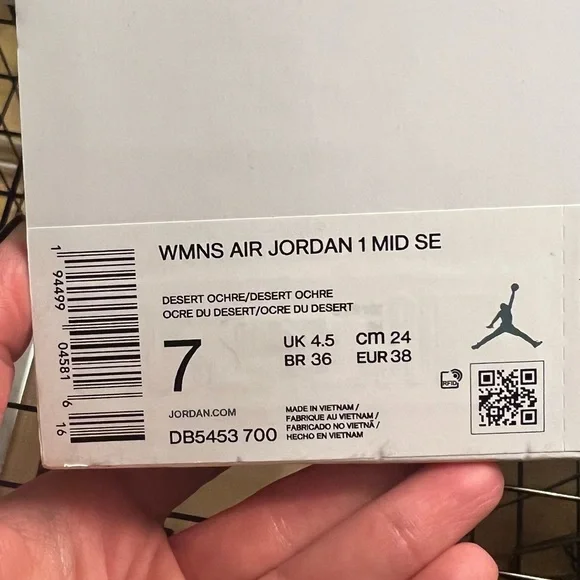 WMNS AIR JORDAN 1 MID SE
DESERT OCHRE/DESERT OCHRE
OCRE DU DESERT/OCRE DU DESERT
7
UK 4.5 cm 24
BR 36 EUR 38
JORDAN.COM
DB5453 700
MADE IN VIETNAM /
FABRIQUE AU VIETNAM /
FABRICADO NO VIETNÃ /
HECHO EN VIETNAM
RFID
1 94499 04581 6
16